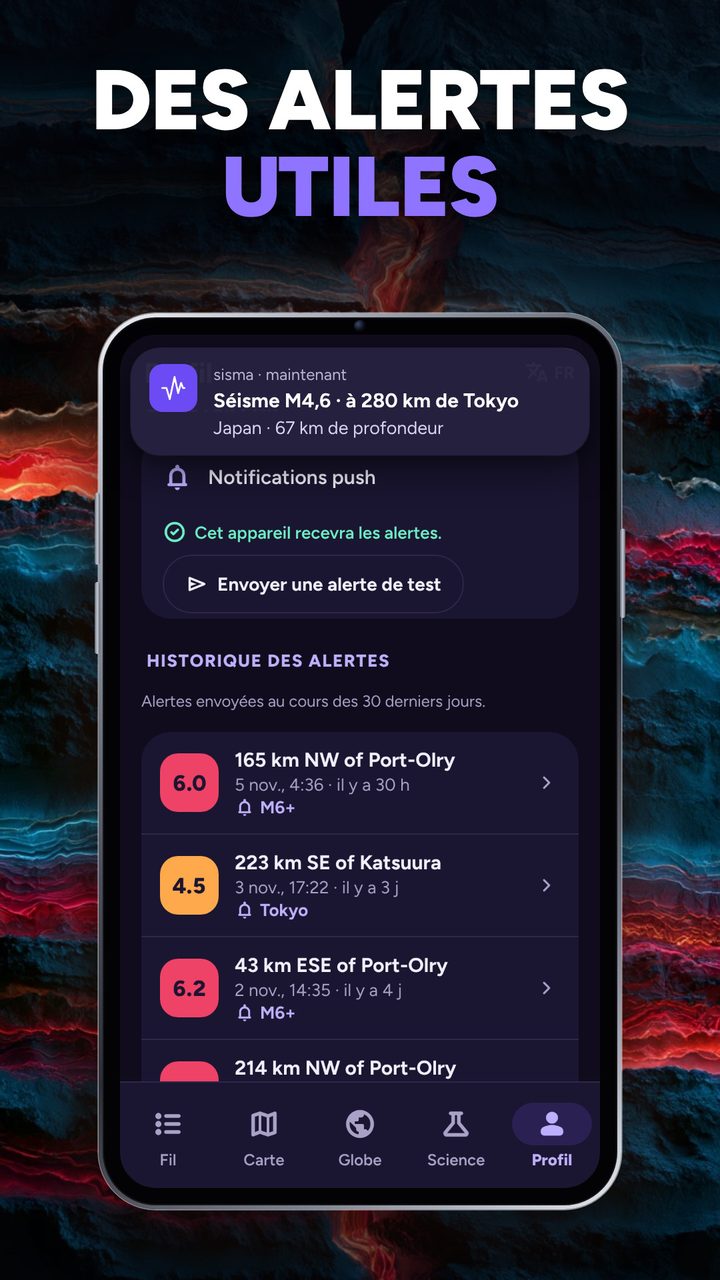 DES ALERTES
UTILES
sisma · maintenant
FR
Séisme M4,6 · à 280 km de Tokyo
Japan · 67 km de profondeur
Notifications push
Cet appareil recevra les alertes.
Envoyer une alerte de test
HISTORIQUE DES ALERTES
Alertes envoyées au cours des 30 derniers jours.
165 km NW of Port-Olry
6.0
5 nov., 4:36 · il y a 30 h
M6+
223 km SE of Katsuura
4.5
3 nov., 17:22 · il y a 3 j
Tokyo
43 km ESE of Port-Olry
6.2
2 nov., 14:35 · il y a 4 j
M6+
214 km NW of Port-Olry
Fil
Carte
Globe
Science
Profil